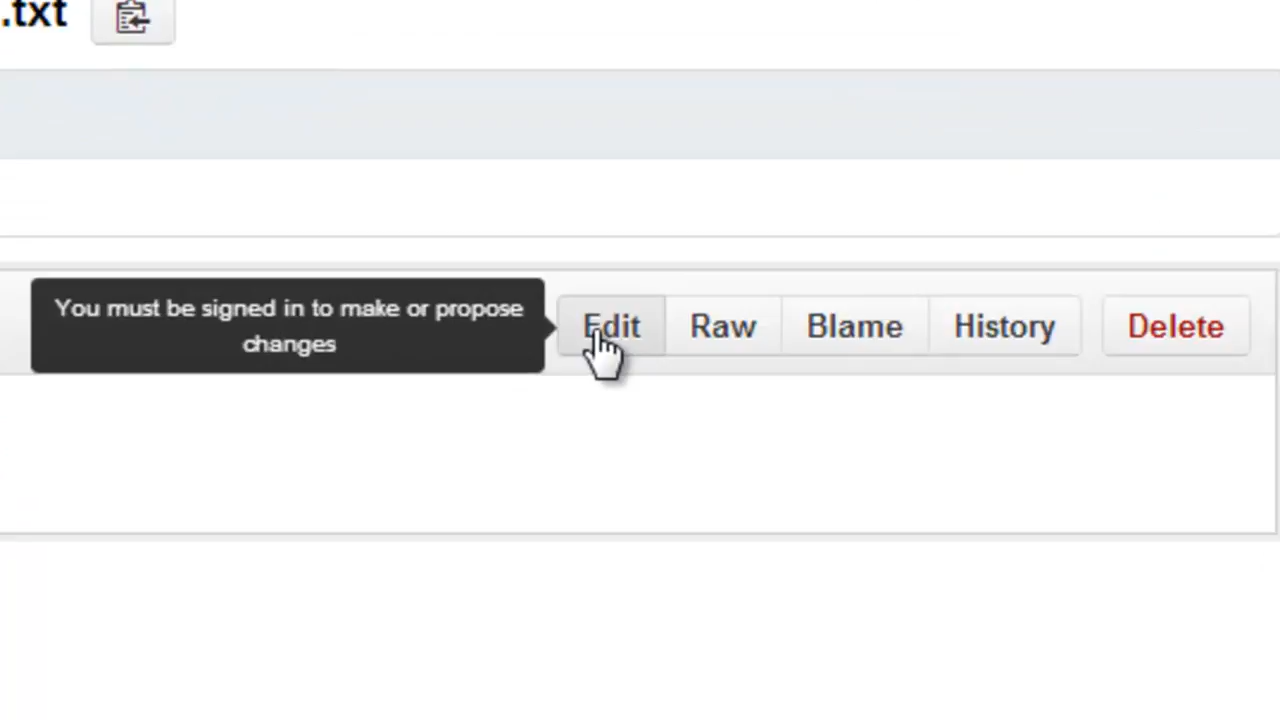 .txt
You must be signed in to make or propose
changes
Edit Raw Blame History Delete